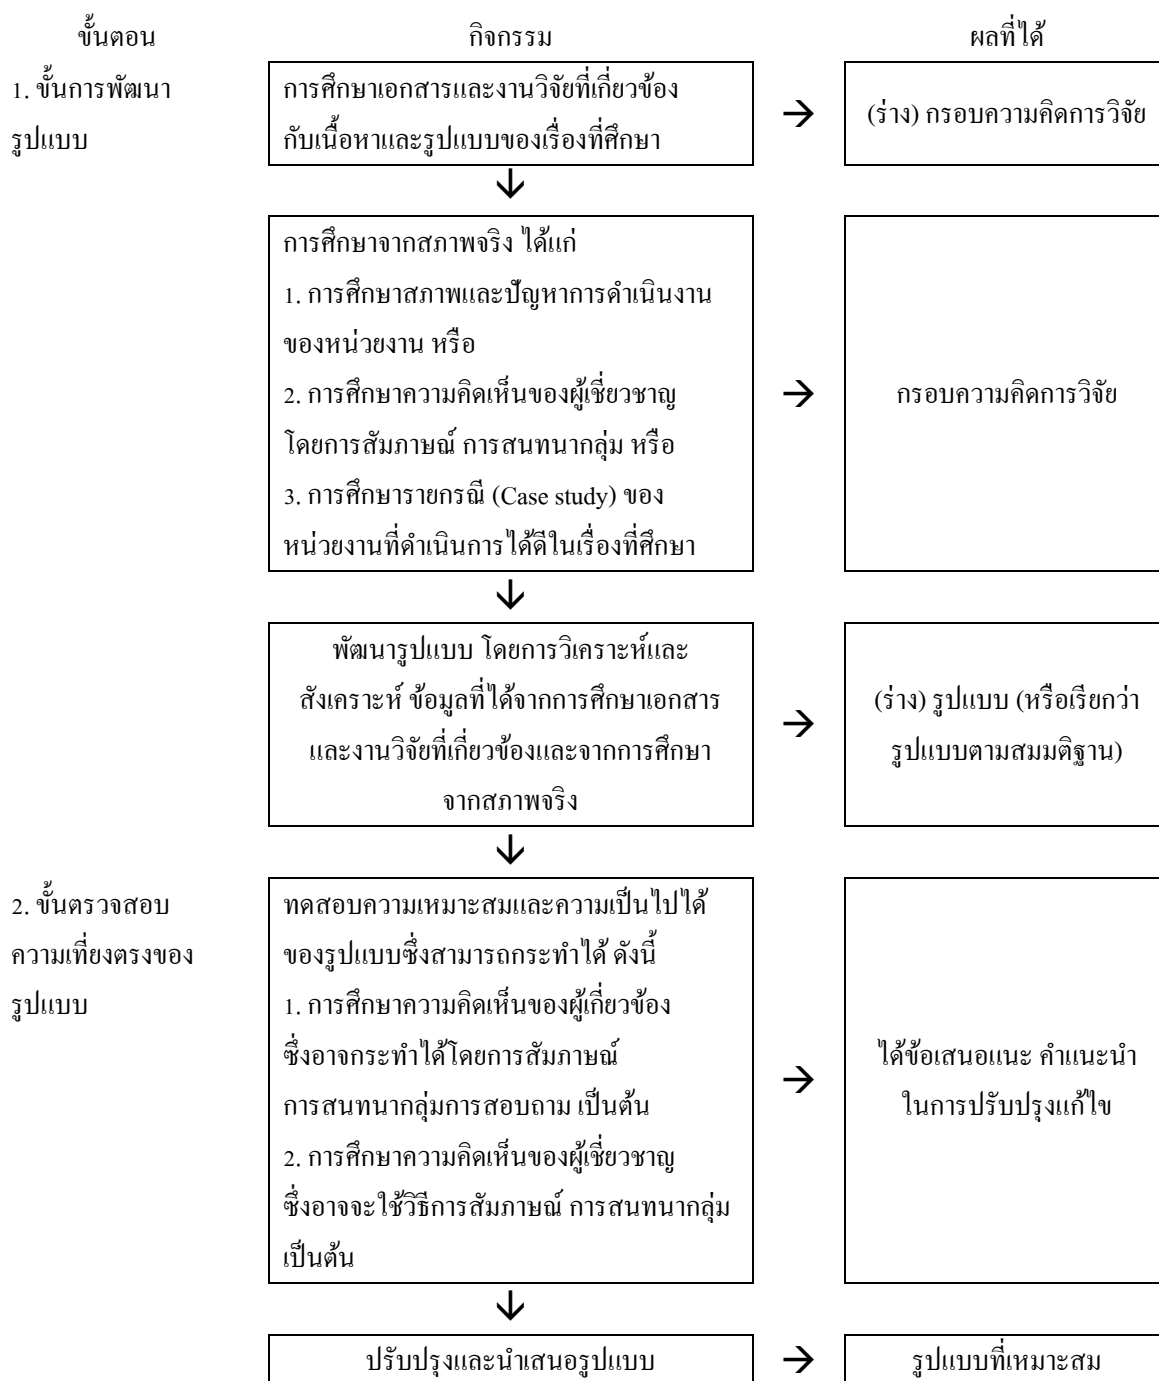 ขั้นตอน
กิจกรรม
ผลที่ได้
1. ขั้นการพัฒนา
รูปแบบ
การศึกษาเอกสารและงานวิจัยที่เกี่ยวข้อง
กับเนื้อหาและรูปแบบของเรื่องที่ศึกษา
→
(ร่าง) กรอบความคิดการวิจัย
↓
การศึกษาจากสภาพจริง ได้แก่
1. การศึกษาสภาพและปัญหาการดำเนินงาน
ของหน่วยงาน หรือ
2. การศึกษาความคิดเห็นของผู้เชี่ยวชาญ
โดยการสัมภาษณ์ การสนทนากลุ่ม หรือ
3. การศึกษารายกรณี (Case study) ของ
หน่วยงานที่ดำเนินการได้ดีในเรื่องที่ศึกษา
→
กรอบความคิดการวิจัย
↓
พัฒนารูปแบบ โดยการวิเคราะห์และ
สังเคราะห์ ข้อมูลที่ได้จากการศึกษาเอกสาร
และงานวิจัยที่เกี่ยวข้องและจากการศึกษา
จากสภาพจริง
→
(ร่าง) รูปแบบ (หรือเรียกว่า
รูปแบบตามสมมติฐาน)
↓
2. ขั้นตรวจสอบ
ความเที่ยงตรงของ
รูปแบบ
ทดสอบความเหมาะสมและความเป็นไปได้
ของรูปแบบซึ่งสามารถกระทำได้ ดังนี้
1. การศึกษาความคิดเห็นของผู้เกี่ยวข้อง
ซึ่งอาจกระทำได้โดยการสัมภาษณ์
การสนทนากลุ่มการสอบถาม เป็นต้น
2. การศึกษาความคิดเห็นของผู้เชี่ยวชาญ
ซึ่งอาจจะใช้วิธีการสัมภาษณ์ การสนทนากลุ่ม
เป็นต้น
→
ได้ข้อเสนอแนะ คำแนะนำ
ในการปรับปรุงแก้ไข
↓
ปรับปรุงและนำเสนอรูปแบบ
→
รูปแบบที่เหมาะสม